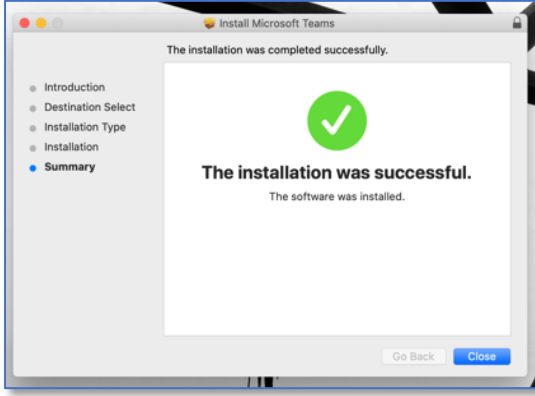 Install Microsoft Teams
The installation was completed successfully.
Introduction
Destination Select
Installation Type
Installation
Summary
The installation was successful.
The software was installed.
Go Back
Close